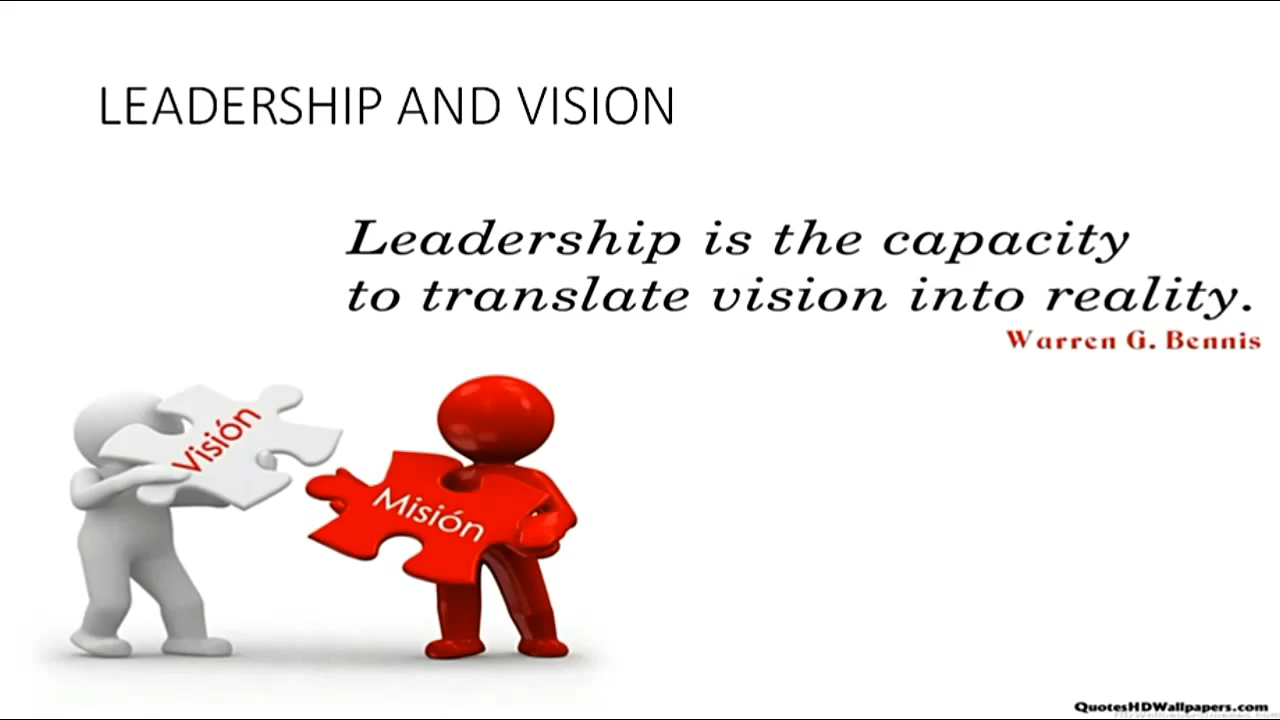 LEADERSHIP AND VISION
Leadership is the capacity
to translate vision into reality.
Warren G. Bennis
Visión
Misión
QuotesHDWallpapers.com